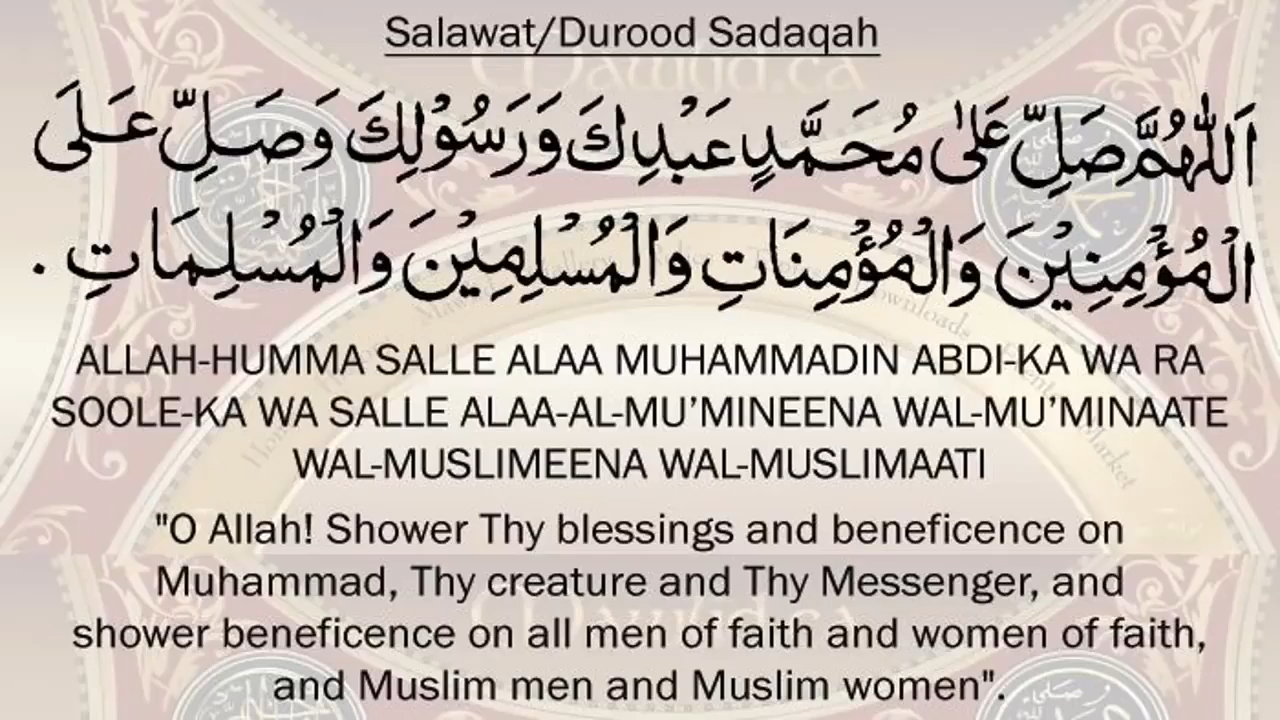 Salawat/Durood Sadaqah
اَللّٰهُمَّ صَلِّ عَلٰى مُحَمَّدٍ عَبْدِكَ وَرَسُوْلِكَ وَصَلِّ عَلَى
الْمُؤْمِنِيْنَ وَالْمُؤْمِنَاتِ وَالْمُسْلِمِيْنَ وَالْمُسْلِمَاتِ .
ALLAH-HUMMA SALLE ALAA MUHAMMADIN ABDI-KA WA RA
SOOLE-KA WA SALLE ALAA-AL-MU’MINEENA WAL-MU’MINAATE
WAL-MUSLIMEENA WAL-MUSLIMAATI
"O Allah! Shower Thy blessings and beneficence on
Muhammad, Thy creature and Thy Messenger, and
shower beneficence on all men of faith and women of faith,
and Muslim men and Muslim women".